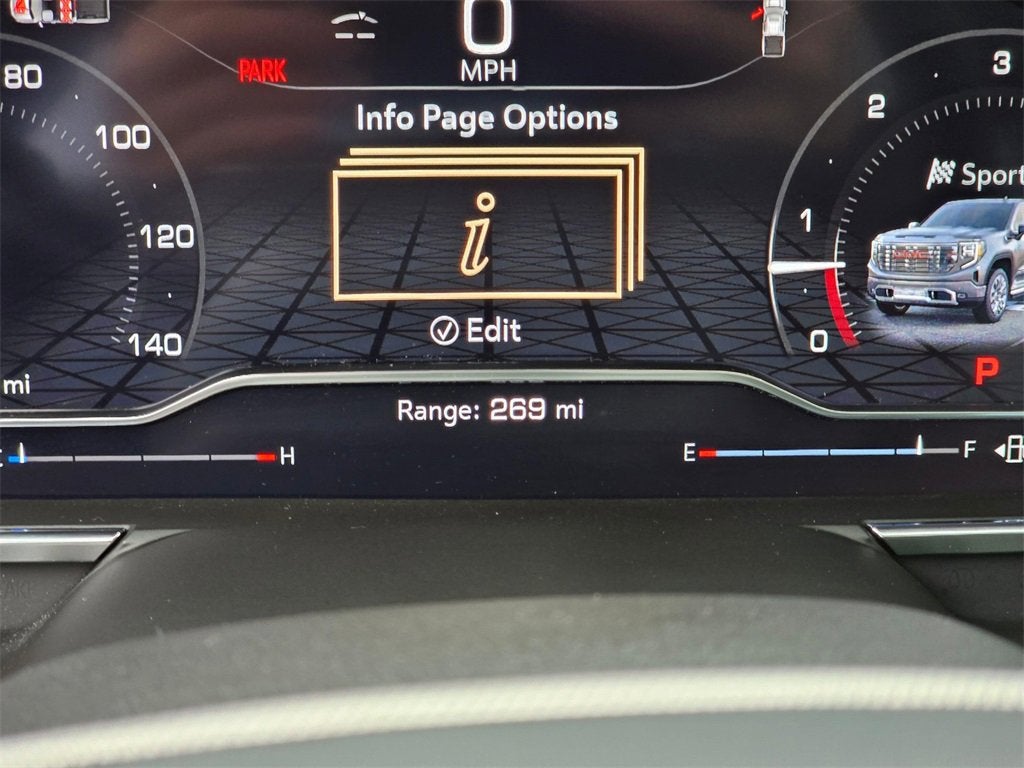 0
MPH
PARK
Info Page Options
80
100
120
140
mi
i
Edit
3
2
1
0
Sport
GMC
P
Range: 269 mi
H
E
F